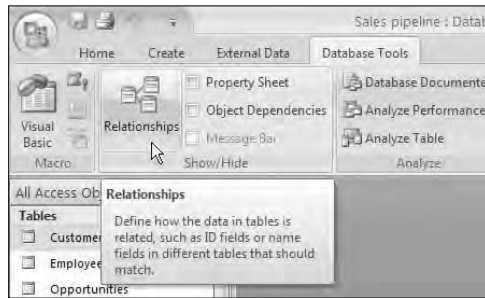 Sales pipeline : Datab
Home Create External Data Database Tools
Visual Basic
Relationships
Property Sheet
Object Dependencies
Message Bar
Database Documente
Analyze Performance
Analyze Table
Macro Show/Hide Analyze
All Access Ob
Relationships
Define how the data in tables is
related, such as ID fields or name
fields in different tables that should
match.
Tables
Customer
Employee
Opportunities